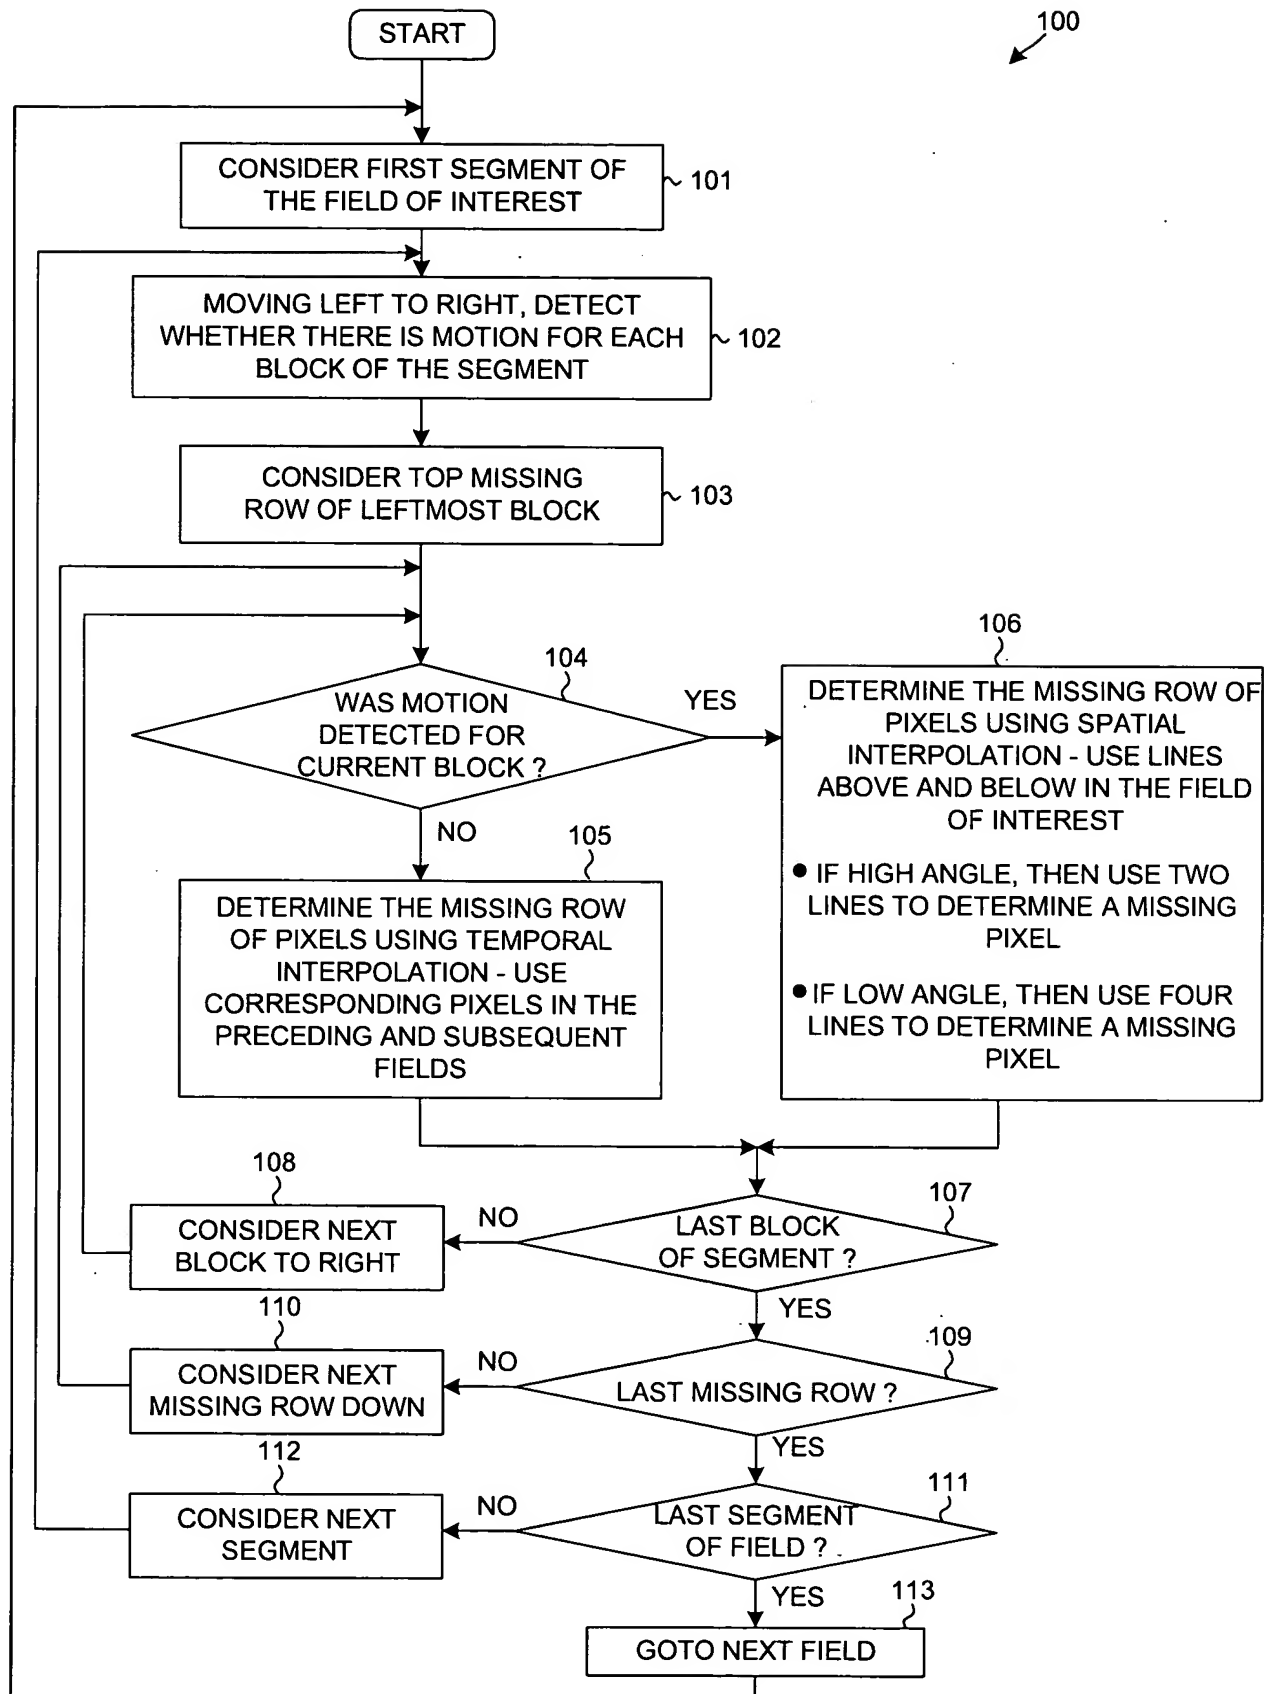 START
100
CONSIDER FIRST SEGMENT OF
THE FIELD OF INTEREST
101
MOVING LEFT TO RIGHT, DETECT
WHETHER THERE IS MOTION FOR EACH
BLOCK OF THE SEGMENT
102
CONSIDER TOP MISSING
ROW OF LEFTMOST BLOCK
103
104
WAS MOTION
DETECTED FOR
CURRENT BLOCK ?
YES
NO
106
DETERMINE THE MISSING ROW OF
PIXELS USING SPATIAL
INTERPOLATION - USE LINES
ABOVE AND BELOW IN THE FIELD
OF INTEREST
● IF HIGH ANGLE, THEN USE TWO
LINES TO DETERMINE A MISSING
PIXEL
● IF LOW ANGLE, THEN USE FOUR
LINES TO DETERMINE A MISSING
PIXEL
105
DETERMINE THE MISSING ROW
OF PIXELS USING TEMPORAL
INTERPOLATION - USE
CORRESPONDING PIXELS IN THE
PRECEDING AND SUBSEQUENT
FIELDS
107
LAST BLOCK
OF SEGMENT ?
NO
108
CONSIDER NEXT
BLOCK TO RIGHT
YES
109
LAST MISSING ROW ?
NO
110
CONSIDER NEXT
MISSING ROW DOWN
YES
111
LAST SEGMENT
OF FIELD ?
NO
112
CONSIDER NEXT
SEGMENT
YES
113
GOTO NEXT FIELD